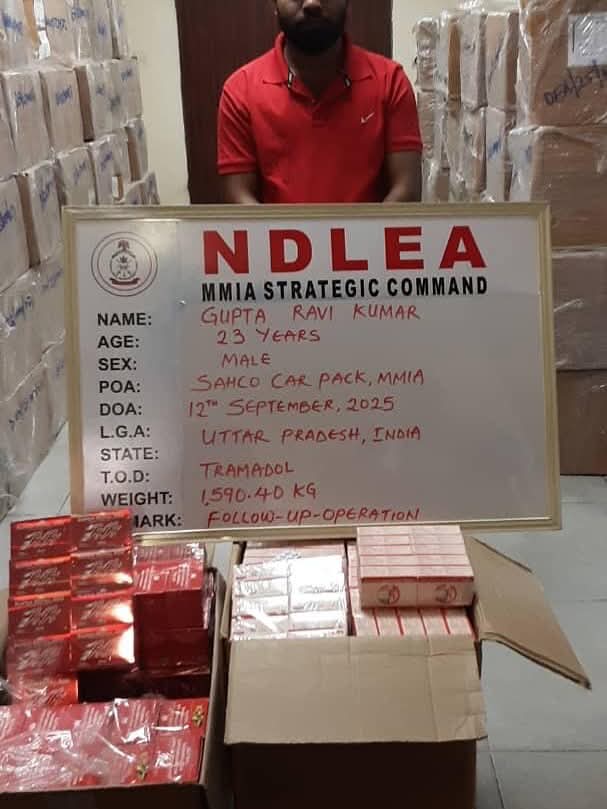 NDLEA
MMIA STRATEGIC COMMAND
NAME: GUPTA RAVI KUMAR
AGE: 23 YEARS
SEX: MALE
POA: SAHCO CAR PACK, MMIA
DOA: 12TH SEPTEMBER, 2025
L.G.A: UTTAR PRADESH, INDIA
STATE:
T.O.D: TRAMADOL
WEIGHT: 1,590.40 KG
MARK: FOLLOW-UP-OPERATION